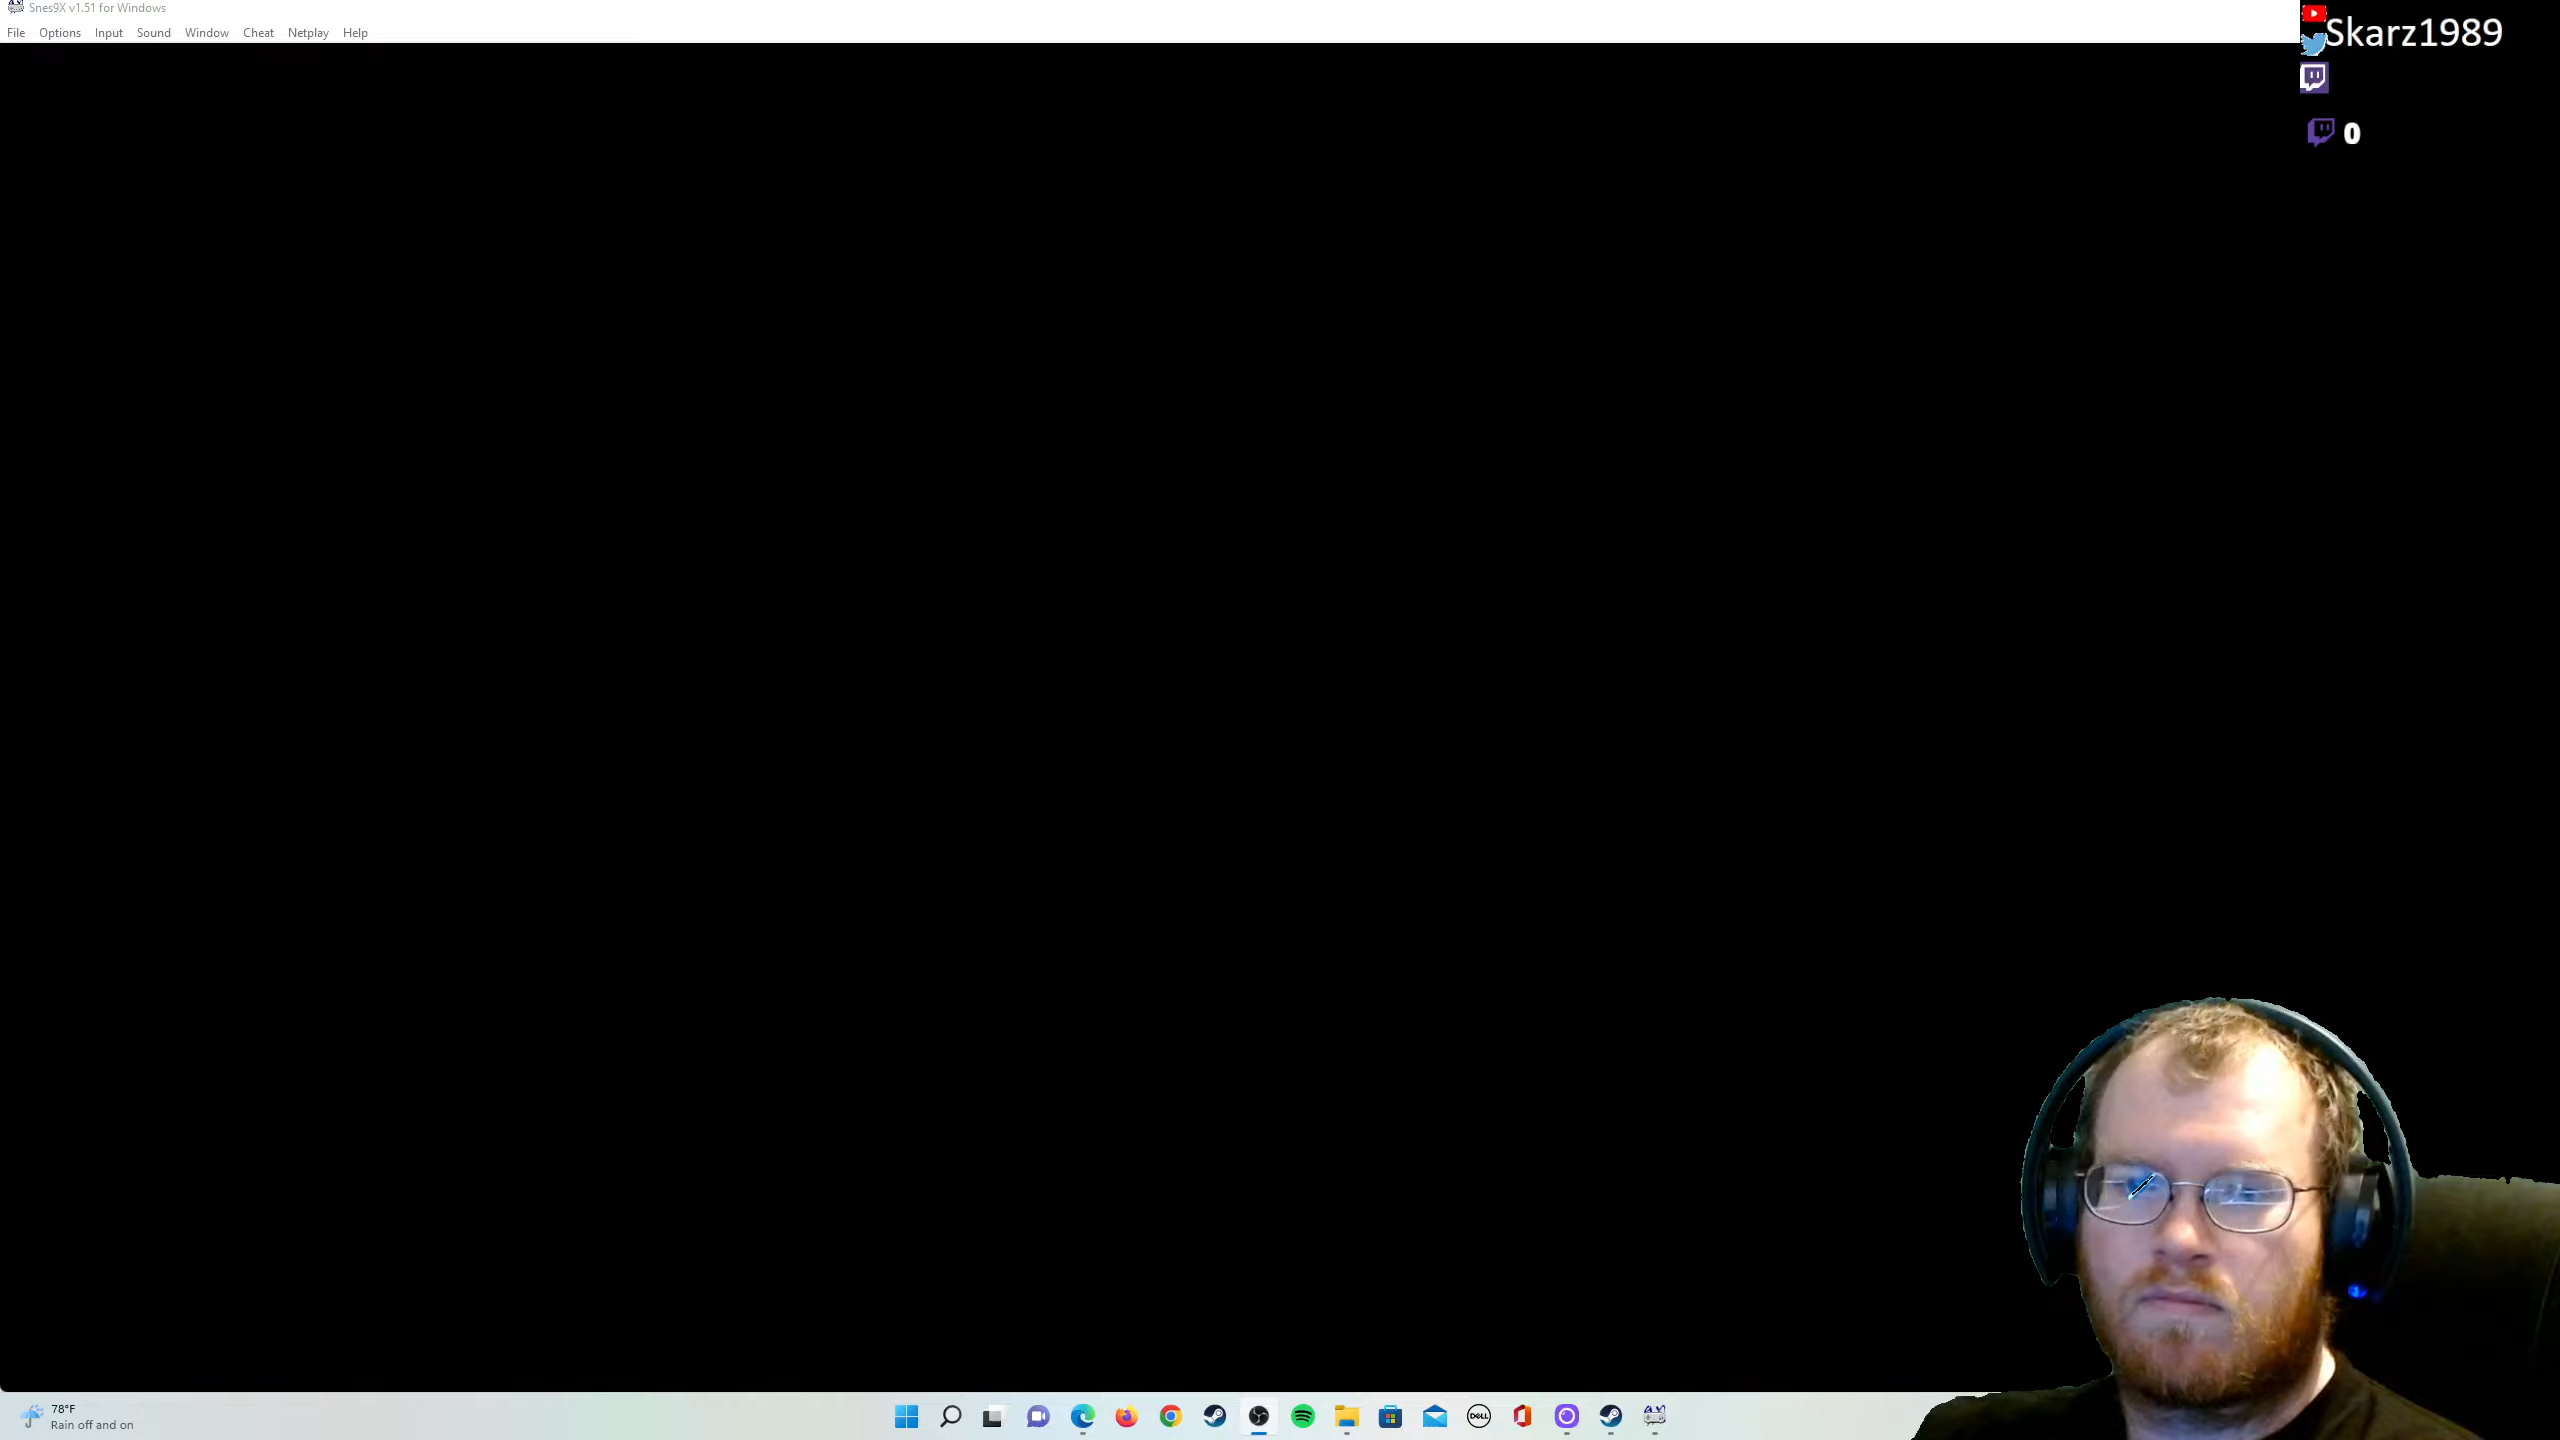 Snes9X v1.51 for Windows
File Options Input Sound Window Cheat Netplay Help
Skarz1989
0
78°F
Rain off and on
DELL